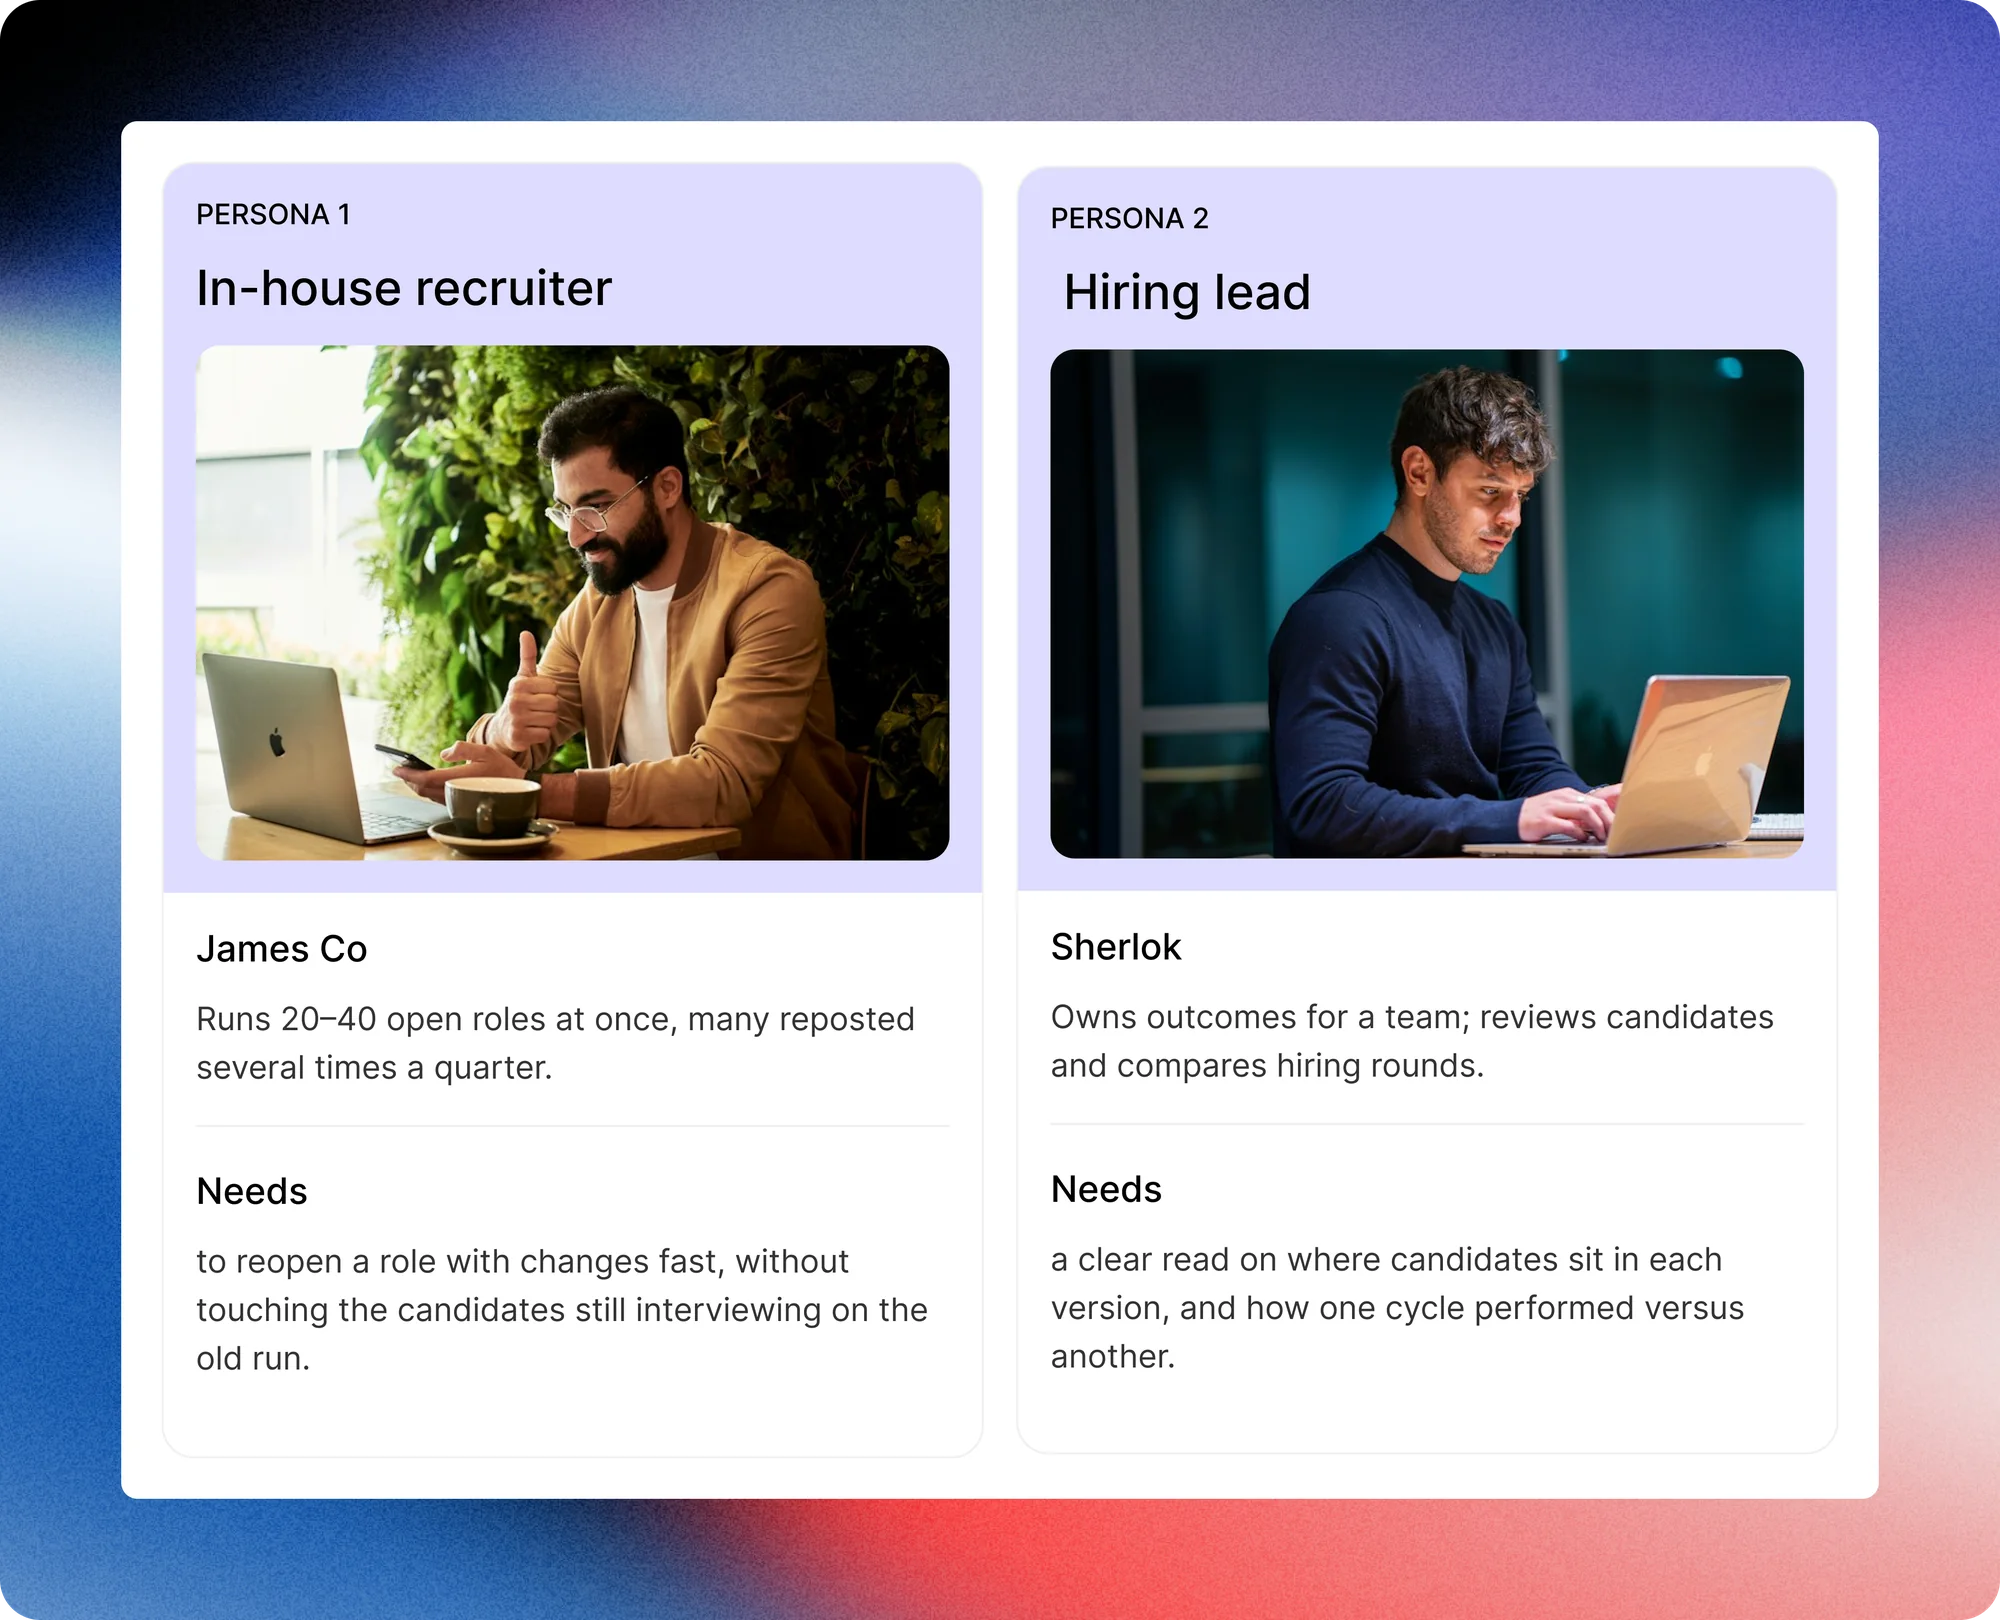 PERSONA 1
In-house recruiter
James Co
Runs 20–40 open roles at once, many reposted
several times a quarter.
Needs
to reopen a role with changes fast, without
touching the candidates still interviewing on the
old run.
PERSONA 2
Hiring lead
Sherlok
Owns outcomes for a team; reviews candidates
and compares hiring rounds.
Needs
a clear read on where candidates sit in each
version, and how one cycle performed versus
another.